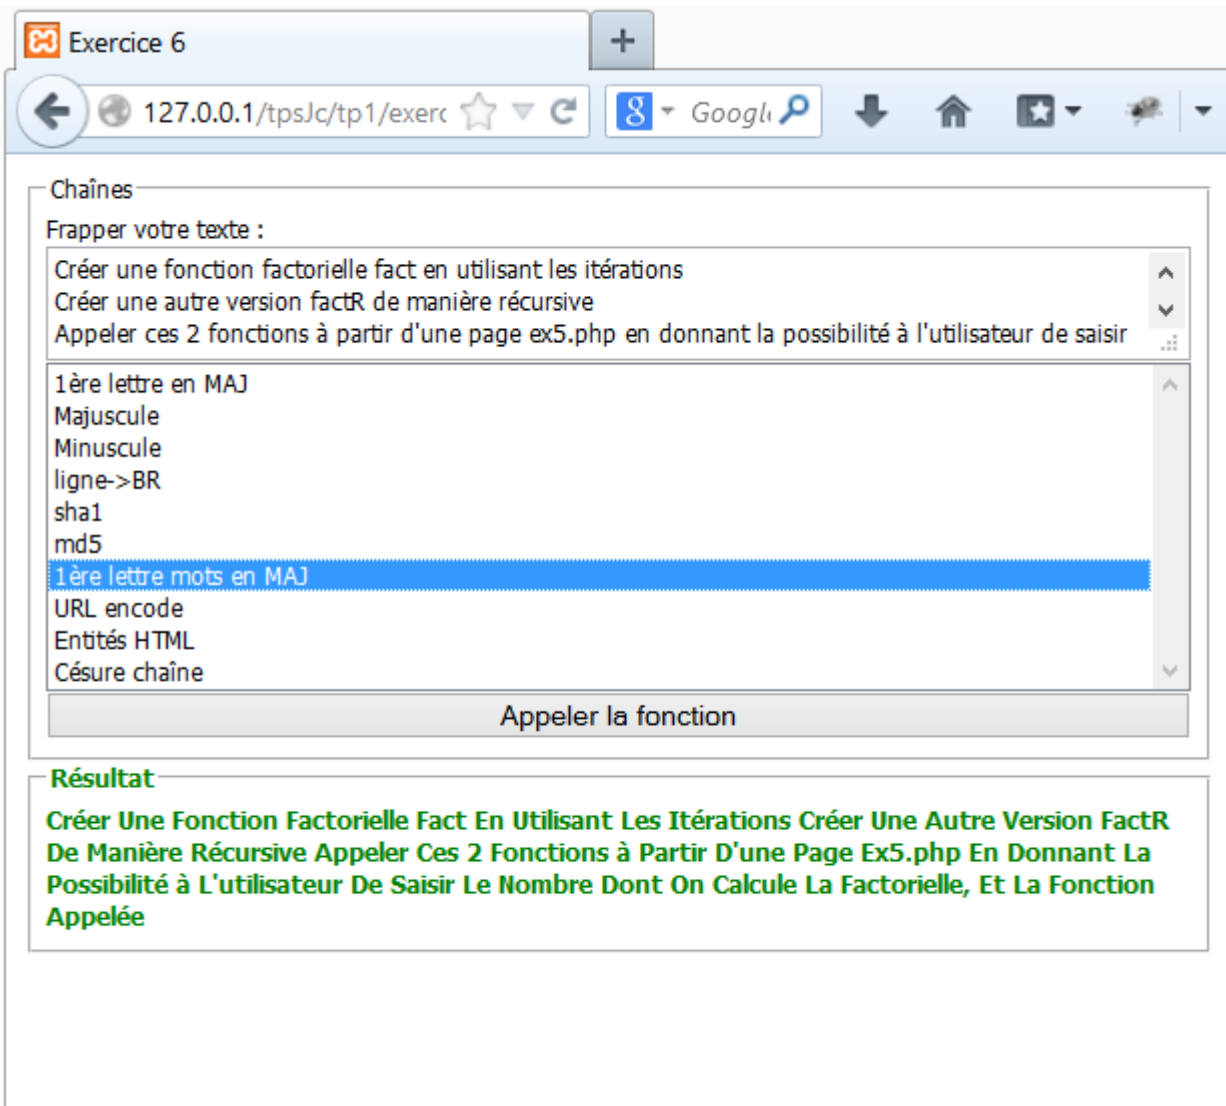 Exercice 6
127.0.0.1/tpsJc/tp1/exerc
Chaînes
Frapper votre texte :
Créer une fonction factorielle fact en utilisant les itérations
Créer une autre version factR de manière récursive
Appeler ces 2 fonctions à partir d'une page ex5.php en donnant la possibilité à l'utilisateur de saisir
1ère lettre en MAJ
Majuscule
Minuscule
ligne->BR
sha1
md5
1ère lettre mots en MAJ
URL encode
Entités HTML
Césure chaîne
Appeler la fonction
Résultat
Créer Une Fonction Factorielle Fact En Utilisant Les Itérations Créer Une Autre Version FactR
De Manière Récursive Appeler Ces 2 Fonctions à Partir D'une Page Ex5.php En Donnant La
Possibilité à L'utilisateur De Saisir Le Nombre Dont On Calcule La Factorielle, Et La Fonction
Appelée